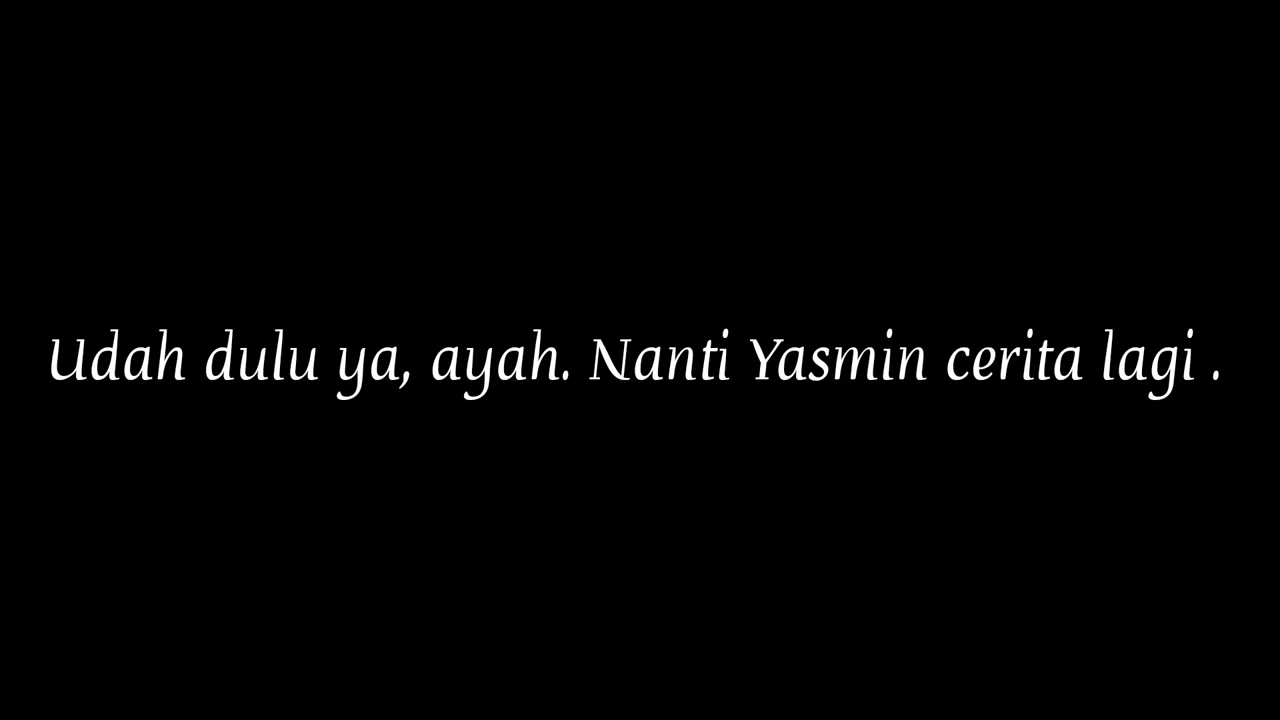 Udah dulu ya, ayah. Nanti Yasmin cerita lagi .